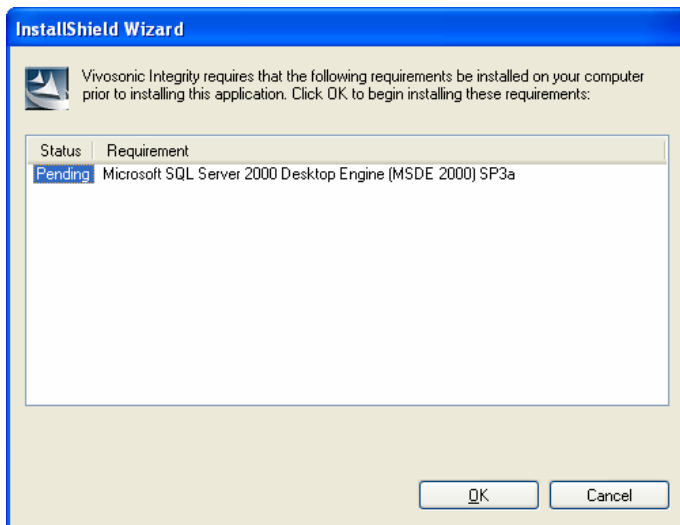 InstallShield Wizard
Vivosonic Integrity requires that the following requirements be installed on your computer
prior to installing this application. Click OK to begin installing these requirements:
Status Requirement
Pending Microsoft SQL Server 2000 Desktop Engine (MSDE 2000) SP3a
OK Cancel